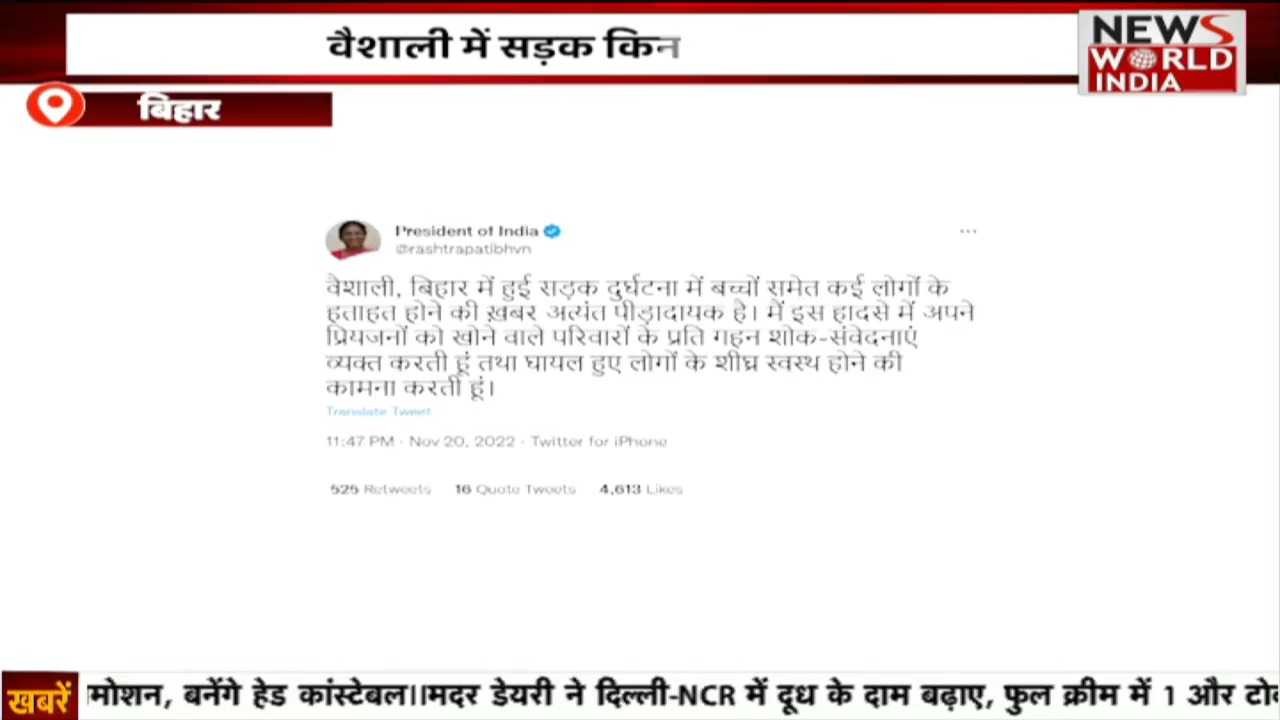 वैशाली में सड़क किन
NEWS
WORLD
INDIA
बिहार
President of India
@rashtrapatibhvn
वैशाली, बिहार में हुई सड़क दुर्घटना में बच्चों समेत कई लोगों के
हताहत होने की ख़बर अत्यंत पीड़ादायक है। मैं इस हादसे में अपने
प्रियजनों को खोने वाले परिवारों के प्रति गहन शोक-संवेदनाएं
व्यक्त करती हूं तथा घायल हुए लोगों के शीघ्र स्वस्थ होने की
कामना करती हूं।
Translate Tweet
11:47 PM · Nov 20, 2022 · Twitter for iPhone
525 Retweets 16 Quote Tweets 4,613 Likes
खबरें
मोशन, बनेंगे हेड कांस्टेबल||मदर डेयरी ने दिल्ली-NCR में दूध के दाम बढ़ाए, फुल क्रीम में 1 और टो